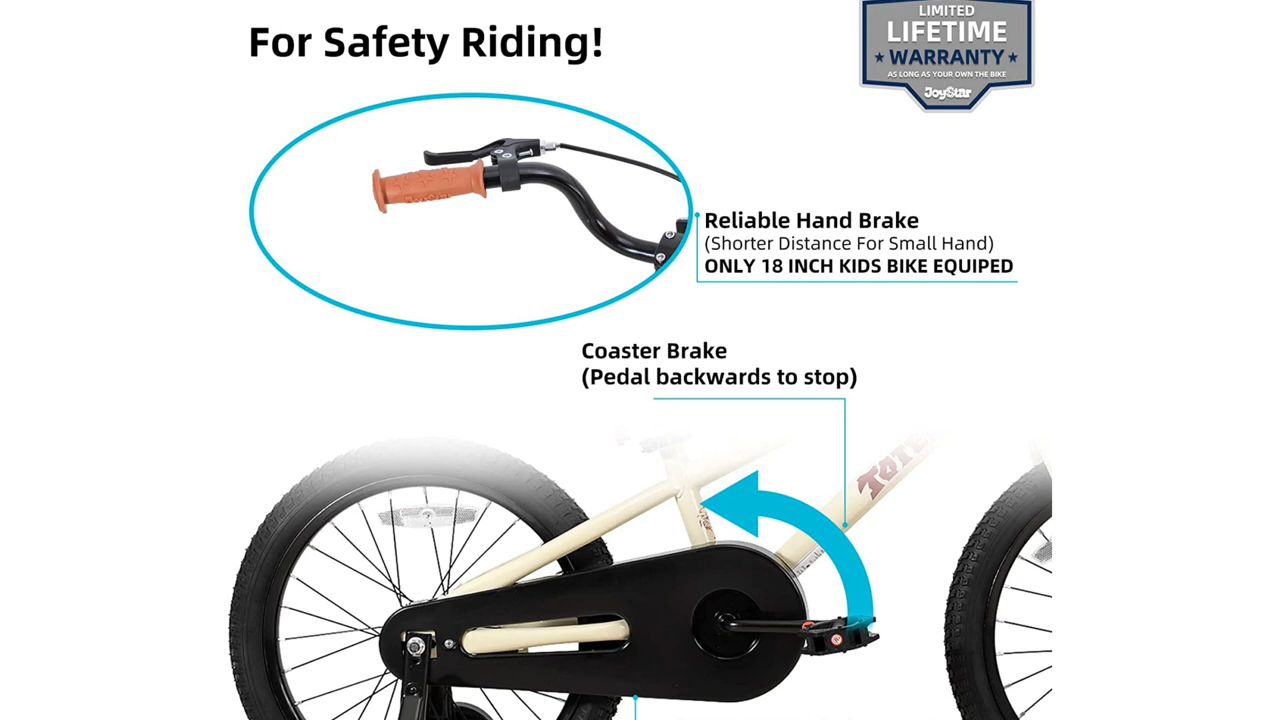 For Safety Riding!
LIMITED
LIFETIME
WARRANTY
AS LONG AS YOUR OWN THE BIKE
JoyStar
Reliable Hand Brake
(Shorter Distance For Small Hand)
ONLY 18 INCH KIDS BIKE EQUIPED
Coaster Brake
(Pedal backwards to stop)